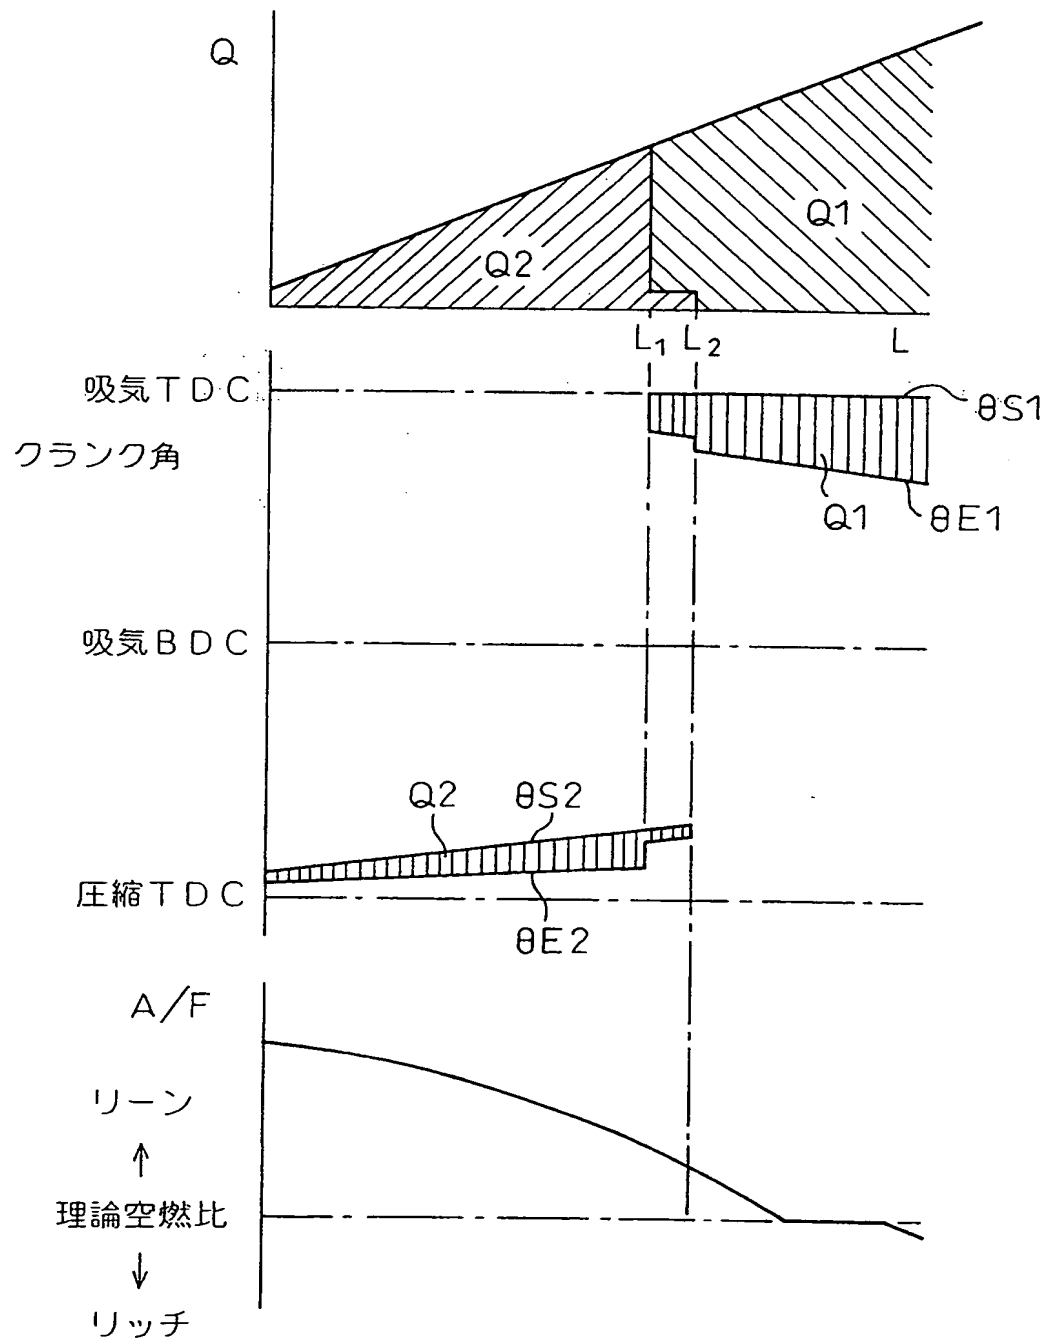 Q
Q1
Q2
L₁ L₂ L
吸気TDC
θS1
クランク角
Q1 θE1
吸気BDC
Q2 θS2
圧縮TDC
θE2
A/F
リーン
↑
理論空燃比
↓
リッチ